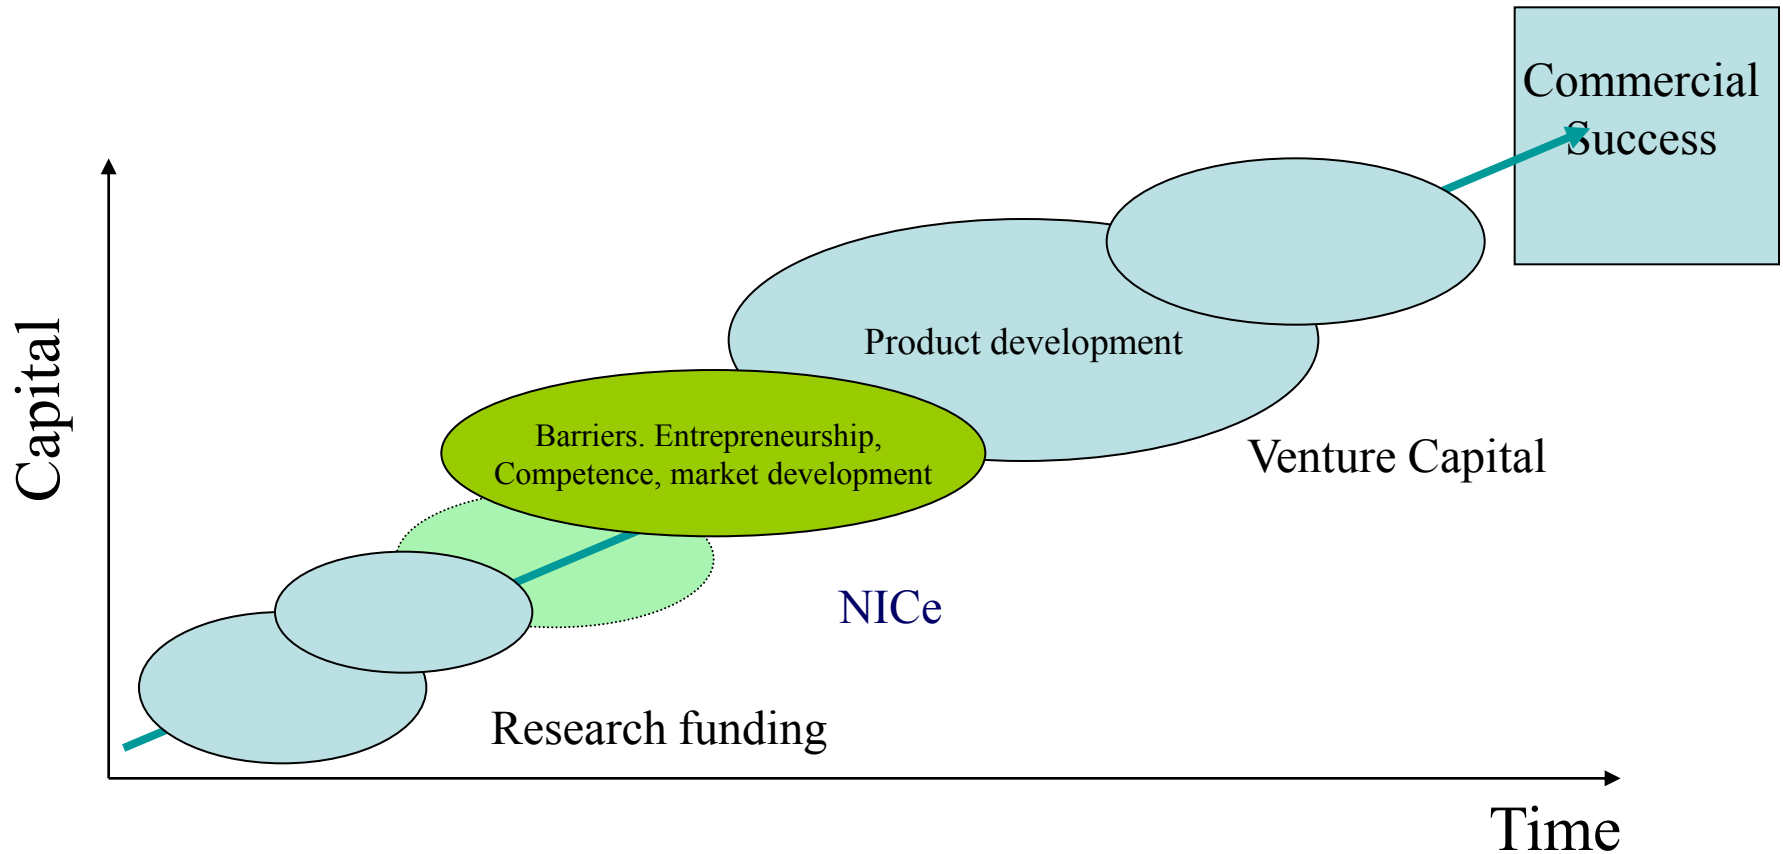 Commercial
Success
Capital
Product development
Barriers. Entrepreneurship,
Competence, market development
Venture Capital
NICe
Research funding
Time